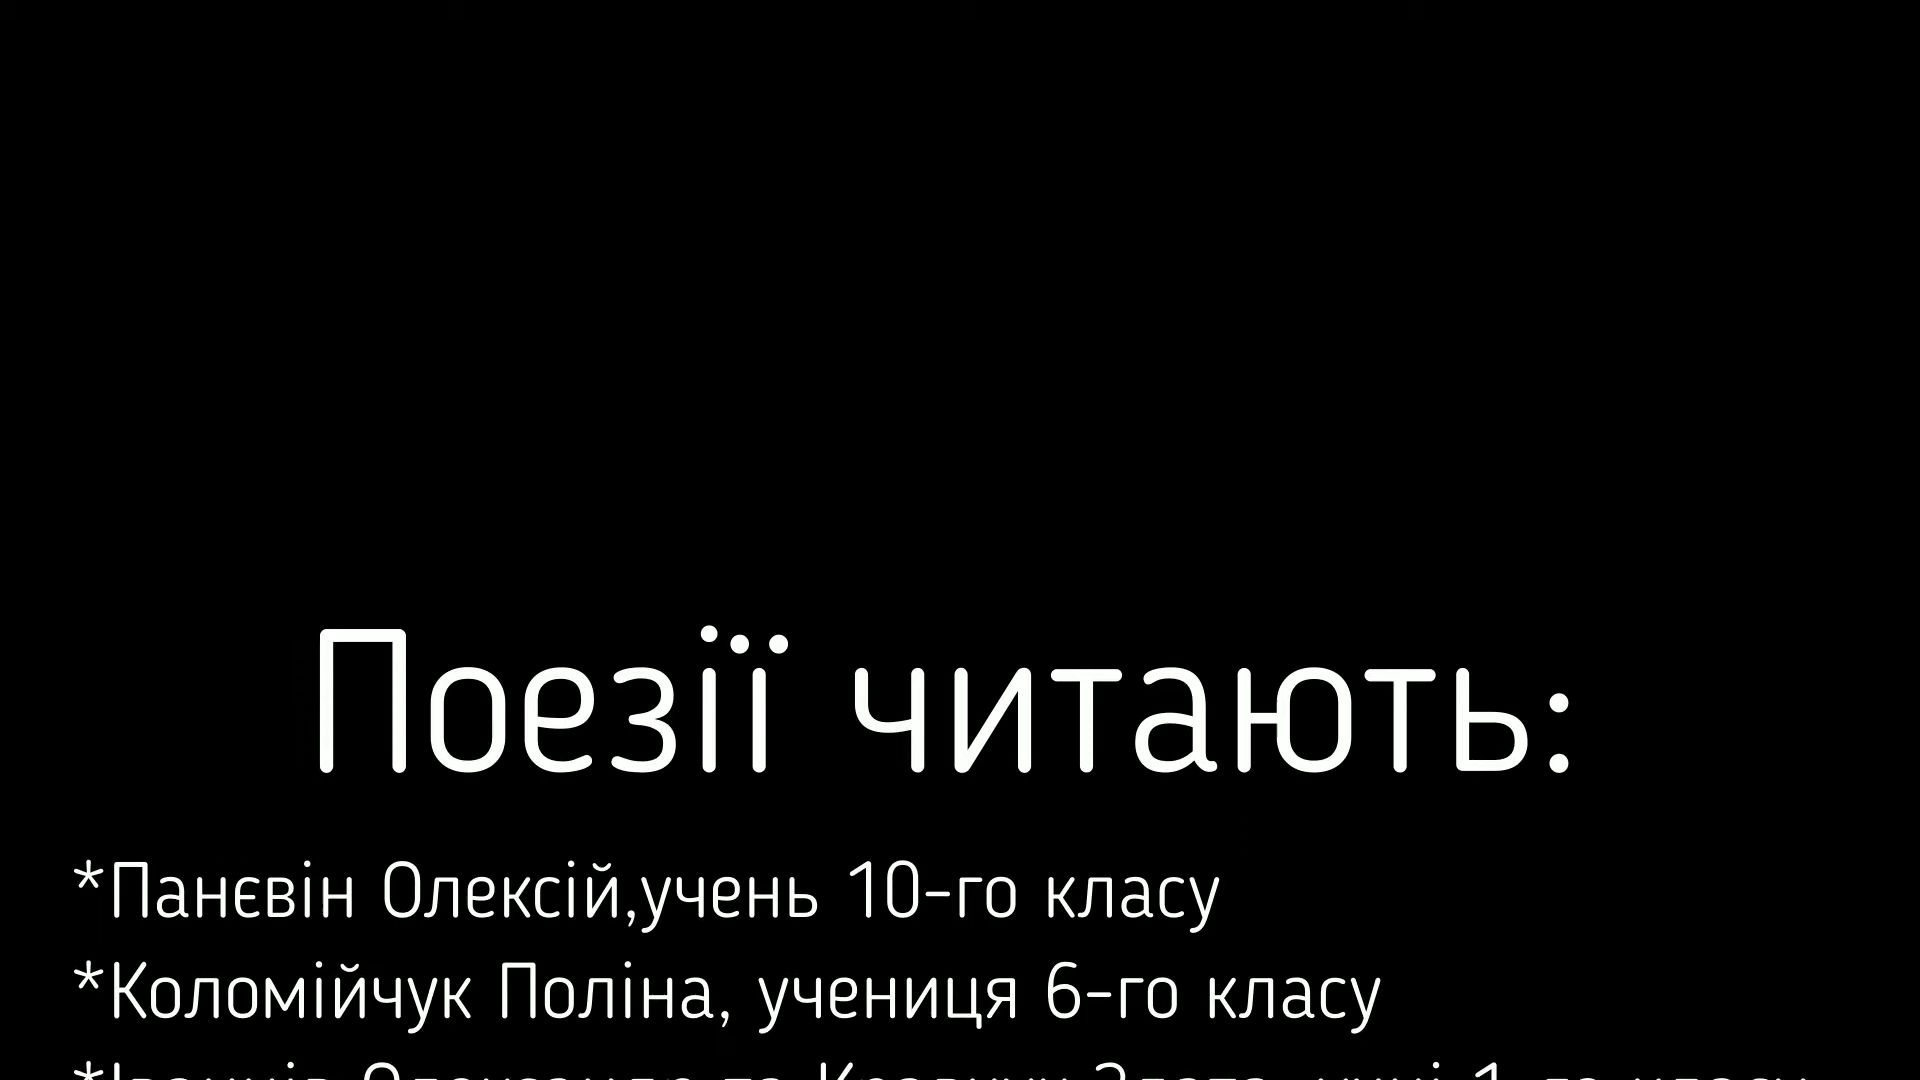 Поезії читають:
*Панєвін Олексій,учень 10-го класу
*Коломійчук Поліна, учениця 6-го класу